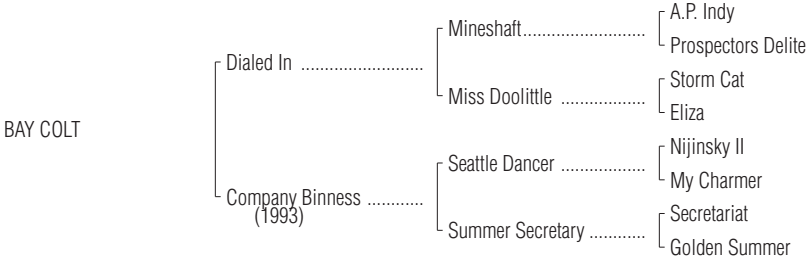 A.P. Indy
Mineshaft..........................
Prospectors Delite
Dialed In ..........................
Storm Cat
Miss Doolittle ..................
Eliza
BAY COLT
Nijinsky II
Seattle Dancer ..................
My Charmer
Company Binness ............
(1993)
Secretariat
Summer Secretary ............
Golden Summer